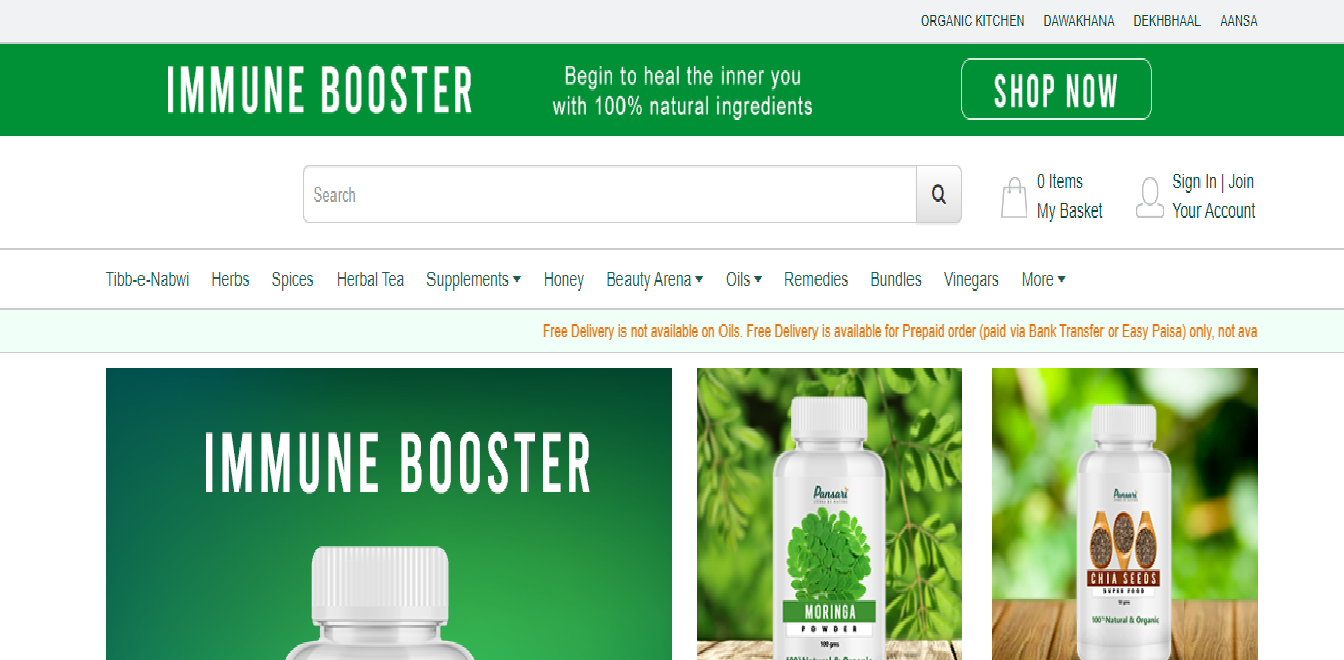 ORGANIC KITCHEN DAWAKHANA DEKHBHAAL AANSA
IMMUNE BOOSTER
Begin to heal the inner you
with 100% natural ingredients
SHOP NOW
Search
0 Items
My Basket
Sign In | Join
Your Account
Tibb-e-Nabwi Herbs Spices Herbal Tea Supplements Honey Beauty Arena Oils Remedies Bundles Vinegars More
Free Delivery is not available on Oils. Free Delivery is available for Prepaid order (paid via Bank Transfer or Easy Paisa) only, not ava
IMMUNE BOOSTER
Pansari
MORINGA
POWDER
100 gms
100% Natural & Organic
Pansari
CHIA SEEDS
SUPER FOOD
100% Natural & Organic